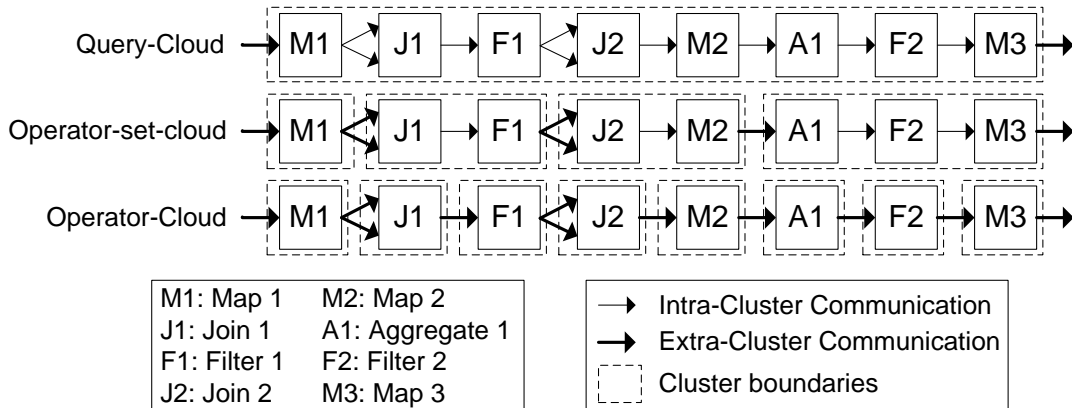 Query-Cloud M1 J1 F1 J2 M2 A1 F2 M3
Operator-set-cloud M1 J1 F1 J2 M2 A1 F2 M3
Operator-Cloud M1 J1 F1 J2 M2 A1 F2 M3
M1: Map 1 M2: Map 2
J1: Join 1 A1: Aggregate 1
F1: Filter 1 F2: Filter 2
J2: Join 2 M3: Map 3
Intra-Cluster Communication
Extra-Cluster Communication
Cluster boundaries